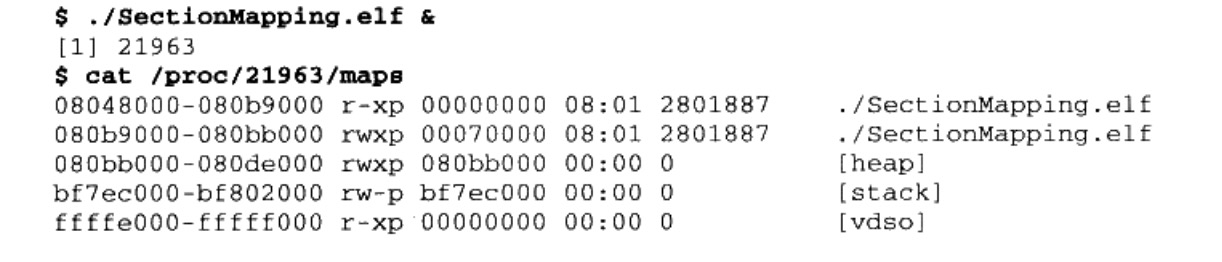 $ ./SectionMapping.elf &
[1] 21963
$ cat /proc/21963/maps
08048000-080b9000 r-xp 00000000 08:01 2801887 ./SectionMapping.elf
080b9000-080bb000 rwxp 00070000 08:01 2801887 ./SectionMapping.elf
080bb000-080de000 rwxp 080bb000 00:00 0 [heap]
bf7ec000-bf802000 rw-p bf7ec000 00:00 0 [stack]
ffffe000-fffff000 r-xp 00000000 00:00 0 [vdso]